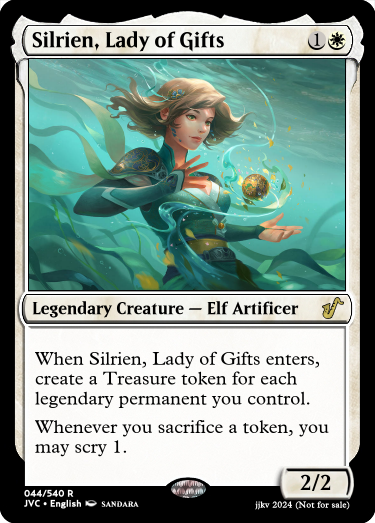 Silrien, Lady of Gifts 1
Legendary Creature — Elf Artificer
When Silrien, Lady of Gifts enters,
create a Treasure token for each
legendary permanent you control.
Whenever you sacrifice a token, you
may scry 1.
2/2
044/540 R
JVC • English SANDARA
jjkv 2024 (Not for sale)